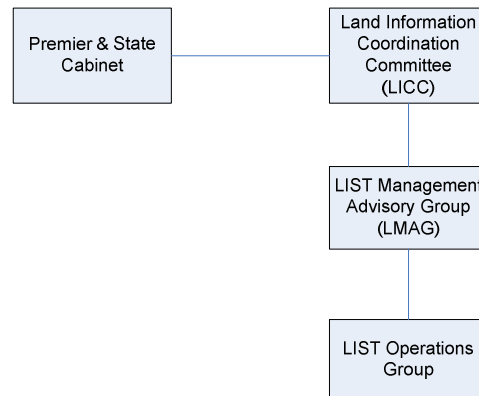 Premier & State
Cabinet
Land Information
Coordination
Committee
(LICC)
LIST Management
Advisory Group
(LMAG)
LIST Operations
Group